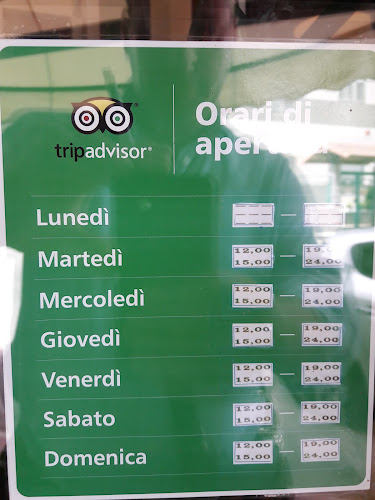 tripadvisor®
Orari di
apertura
Lunedì — 
Martedì 12,00 15,00 — 19,00 24,00
Mercoledì 12,00 15,00 — 19,00 24,00
Giovedì 12,00 15,00 — 19,00 24,00
Venerdì 12,00 15,00 — 19,00 24,00
Sabato 12,00 15,00 — 19,00 24,00
Domenica 12,00 15,00 — 19,00 24,00